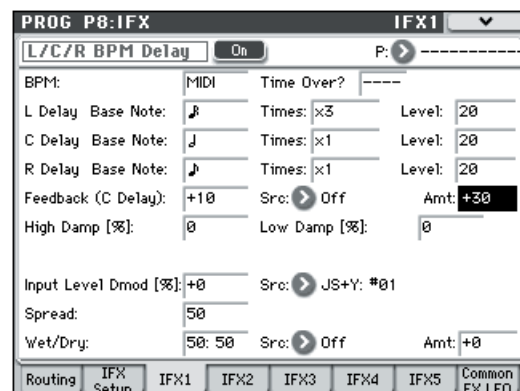 PROG P8:IFX IFX1
L/C/R BPM Delay On P: -----------
BPM: MIDI Time Over? ----
L Delay Base Note: Times: x3 Level: 20
C Delay Base Note: Times: x1 Level: 20
R Delay Base Note: ♪ Times: x1 Level: 20
Feedback (C Delay): +10 Src: Off Amt: +30
High Damp [%]: 0 Low Damp [%]: 0
Input Level Dmod [%]: +0 Src: JS+Y: #01
Spread: 50
Wet/Dry: 50: 50 Src: Off Amt: +0
Routing IFX Setup IFX1 IFX2 IFX3 IFX4 IFX5 Common FX LFO